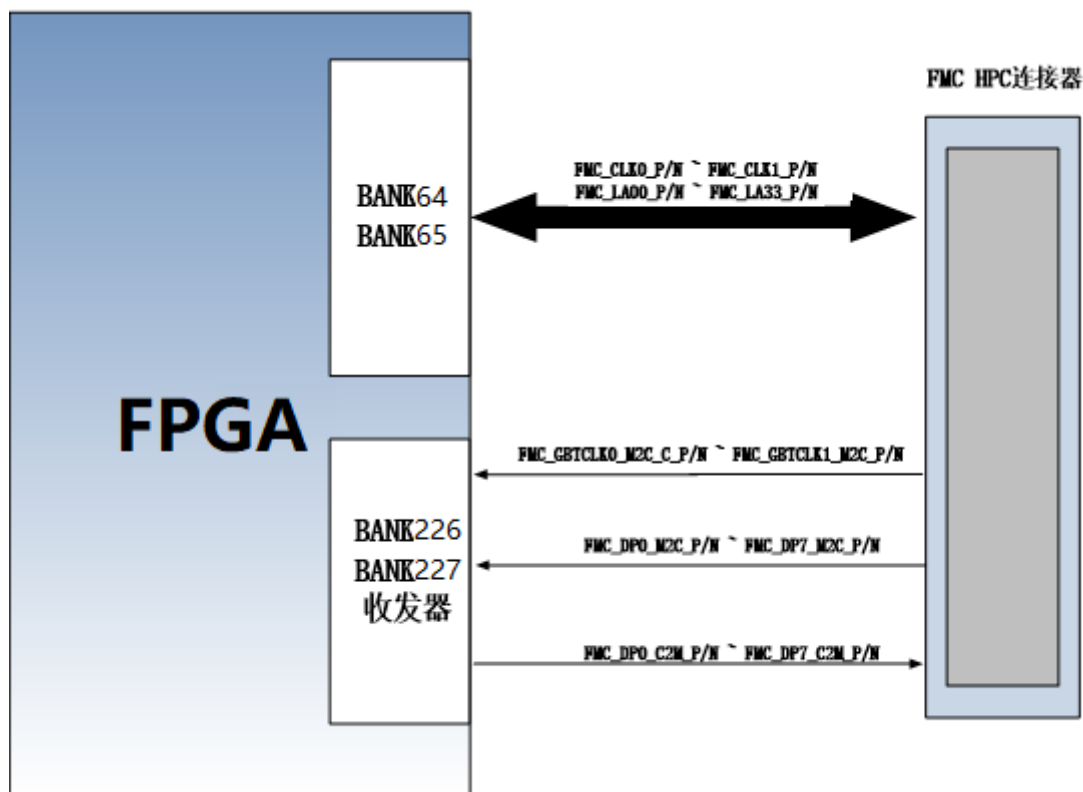 FMC HPC连接器
FMC_CLK0_P/N ~ FMC_CLK1_P/N
FMC_LA00_P/N ~ FMC_LA33_P/N
BANK64
BANK65
FPGA
FMC_GBTCLK0_M2C_C_P/N ~ FMC_GBTCLK1_M2C_P/N
BANK226
BANK227
收发器
FMC_DP0_M2C_P/N ~ FMC_DP7_M2C_P/N
FMC_DP0_C2M_P/N ~ FMC_DP7_C2M_P/N